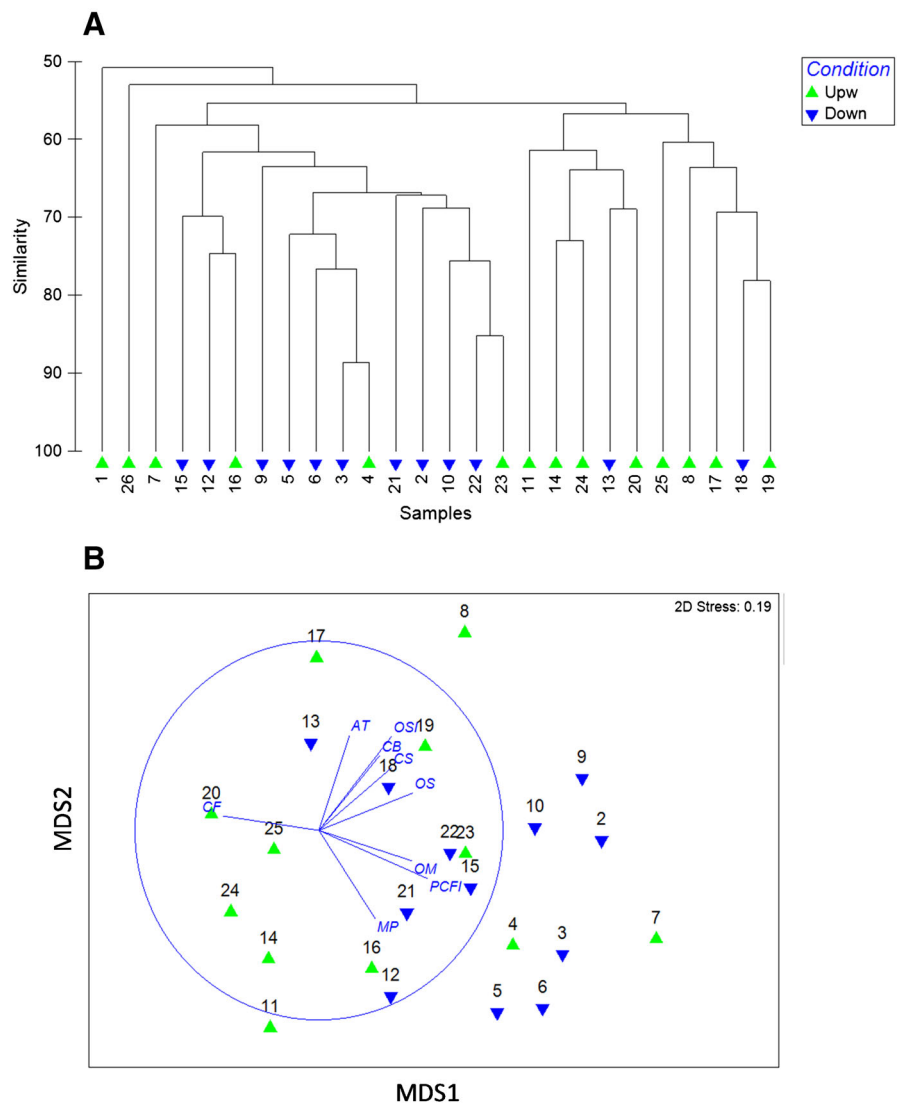 A
50
60
70
80
90
100
Similarity
Condition
Upw
Down
1 26 7 15 12 16 9 5 6 3 4 21 2 10 22 23 11 14 24 13 20 25 8 17 18 19
Samples
B
2D Stress: 0.19
8
17
13
AT
OSI
19
CB
CS
18
OS
9
20
CF
10
2
25
22
23
OM
15
PCFI
24
21
MP
4
3
7
14
16
12
5
6
11
MDS2
MDS1